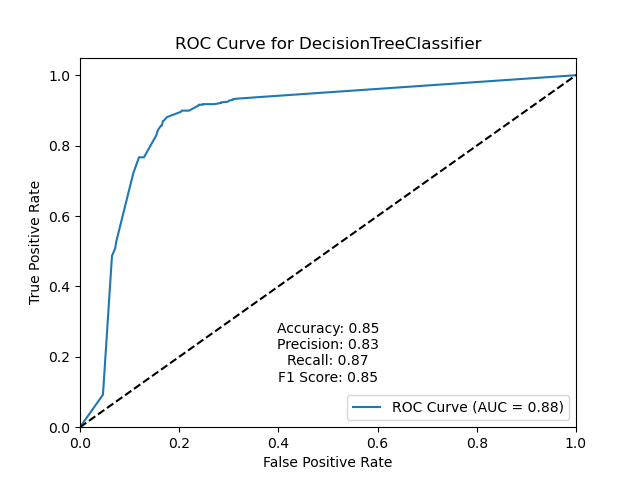 ROC Curve for DecisionTreeClassifier
True Positive Rate
1.0
0.8
0.6
0.4
0.2
0.0
Accuracy: 0.85
Precision: 0.83
Recall: 0.87
F1 Score: 0.85
ROC Curve (AUC = 0.88)
0.0 0.2 0.4 0.6 0.8 1.0
False Positive Rate